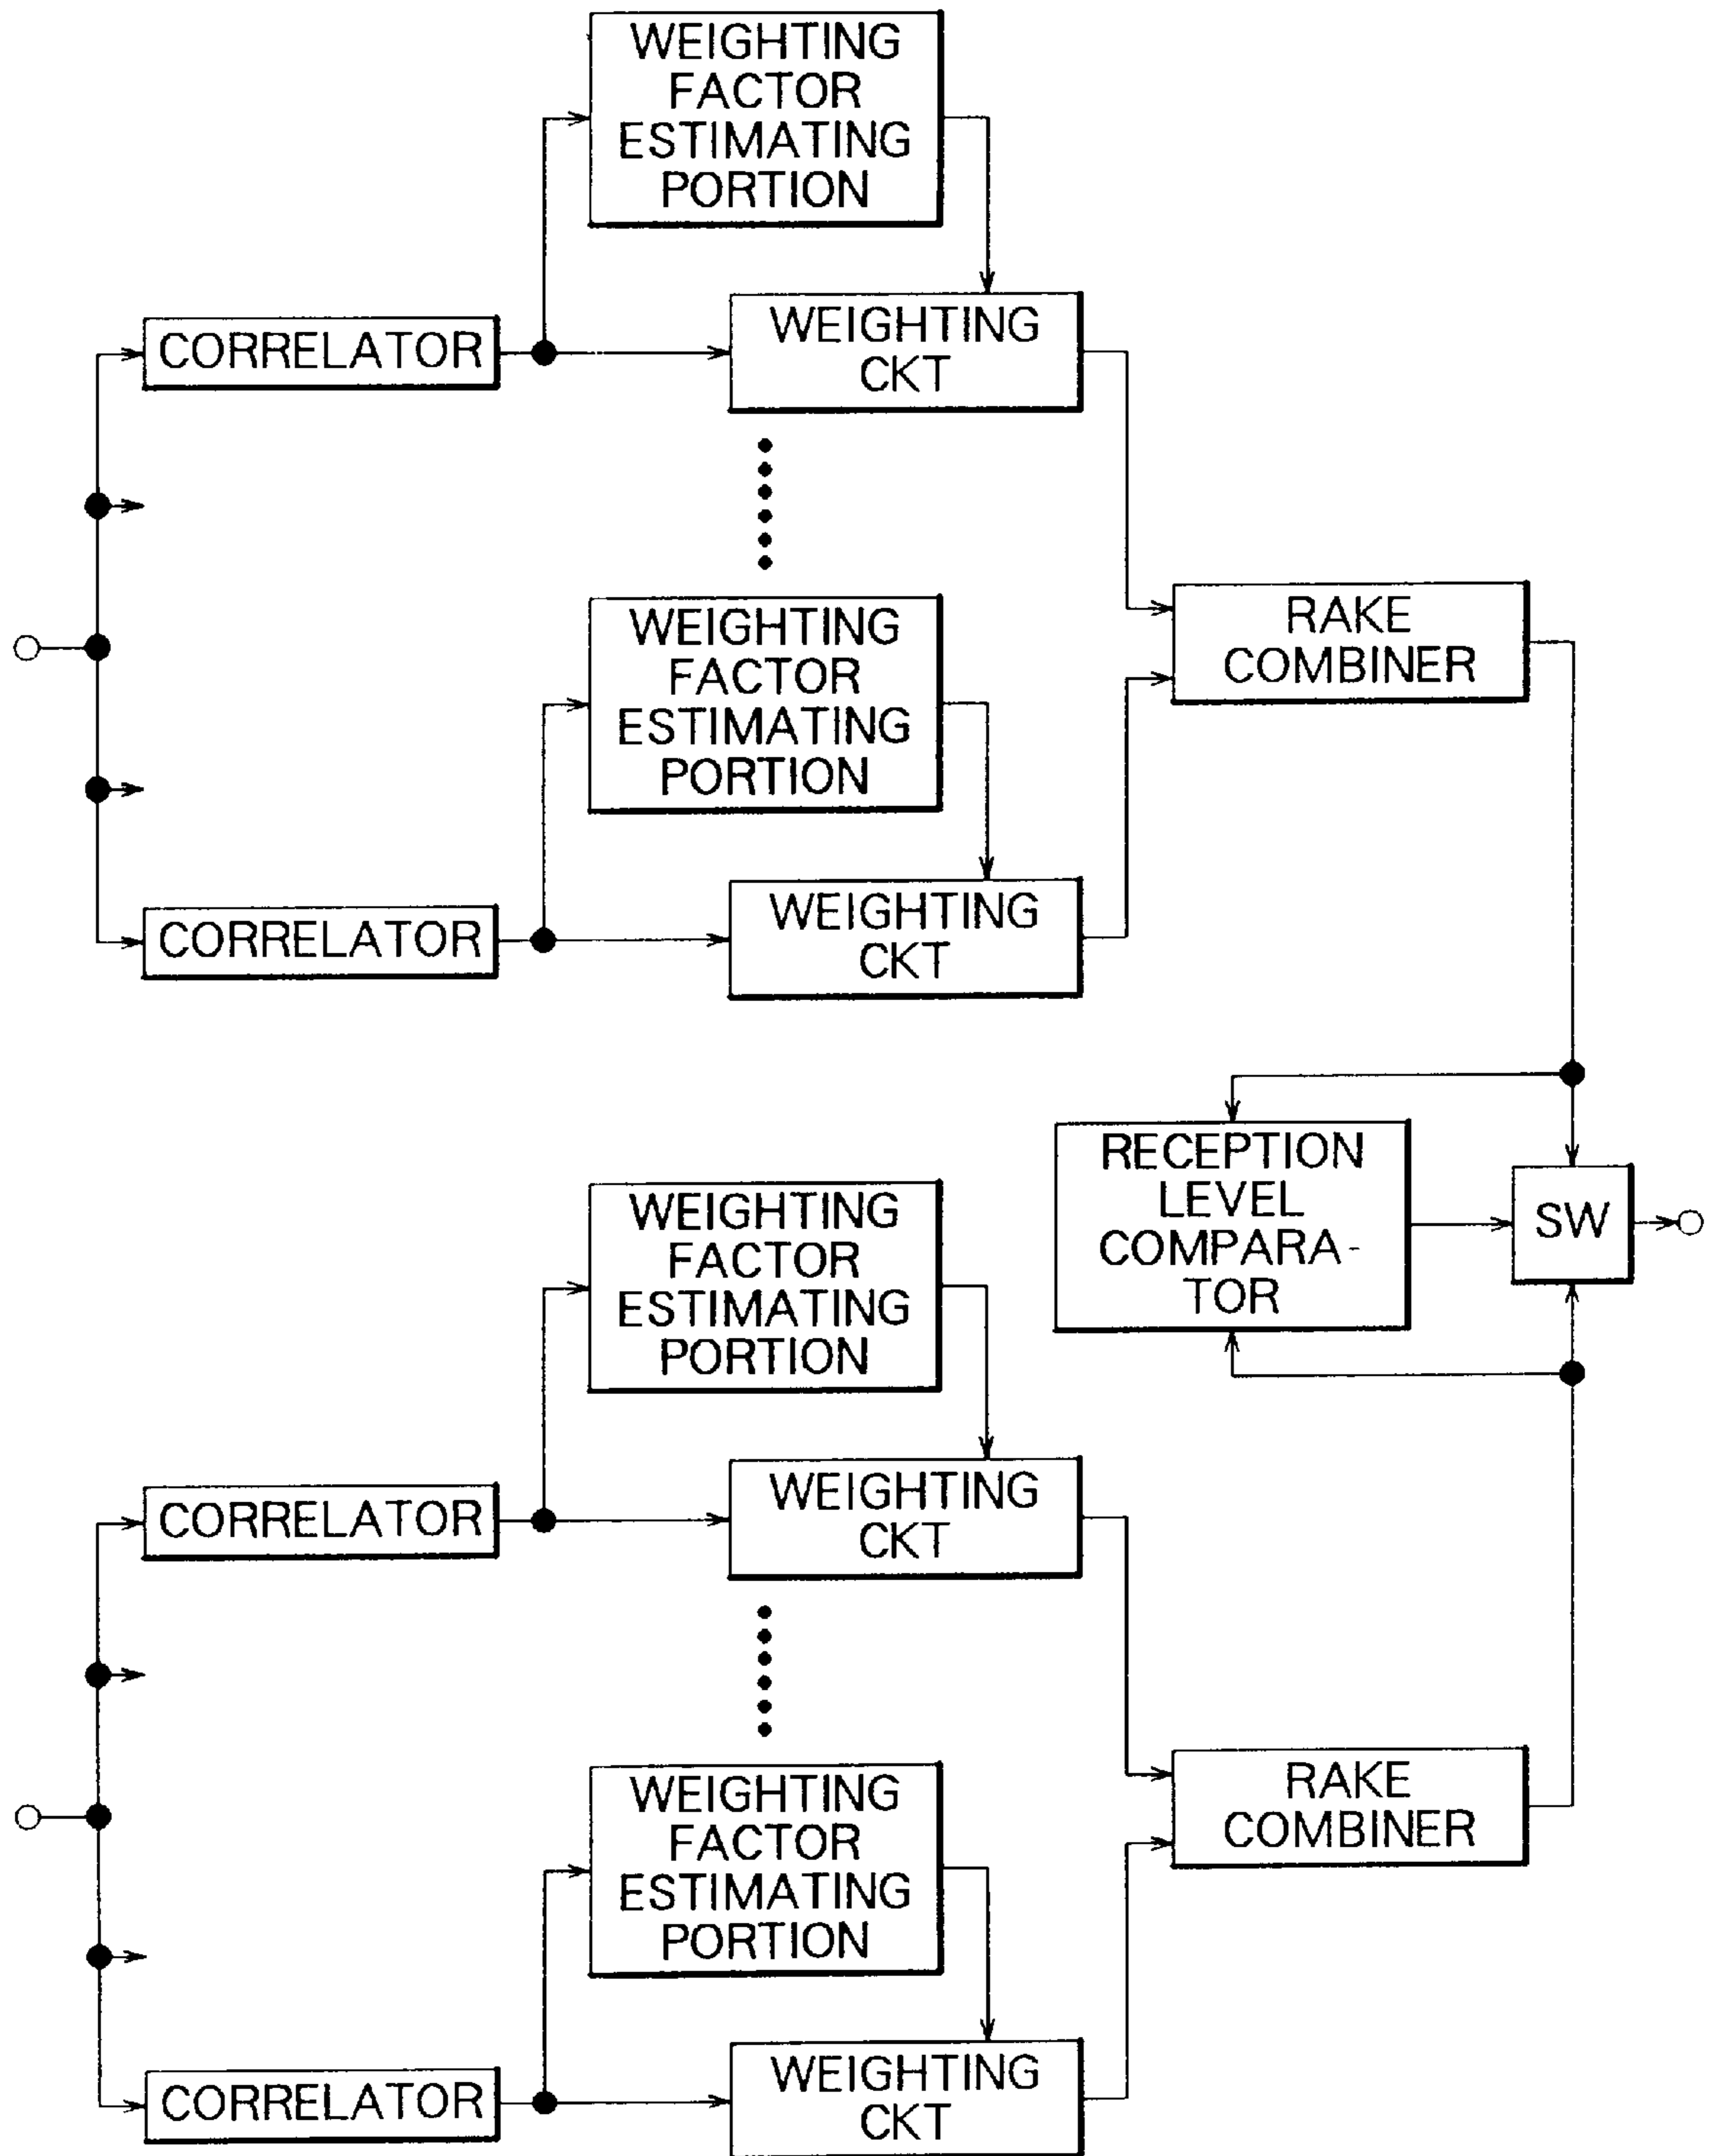 WEIGHTING
FACTOR
ESTIMATING
PORTION
CORRELATOR
WEIGHTING
CKT
WEIGHTING
FACTOR
ESTIMATING
PORTION
RAKE
COMBINER
CORRELATOR
WEIGHTING
CKT
RECEPTION
LEVEL
COMPARA-
TOR
SW
WEIGHTING
FACTOR
ESTIMATING
PORTION
CORRELATOR
WEIGHTING
CKT
WEIGHTING
FACTOR
ESTIMATING
PORTION
RAKE
COMBINER
CORRELATOR
WEIGHTING
CKT